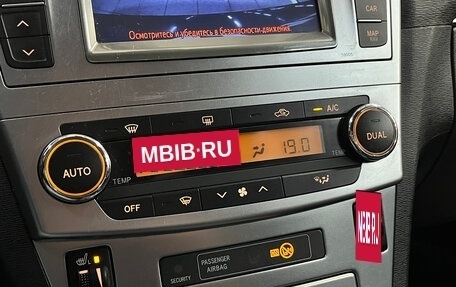 Осмотритесь и убедитесь в безопасности движения.
CAR
MAP
A/C
AUTO
MBIB·RU
19.0
DUAL
TEMP
TEMP
OFF
SECURITY
PASSENGER
AIRBAG